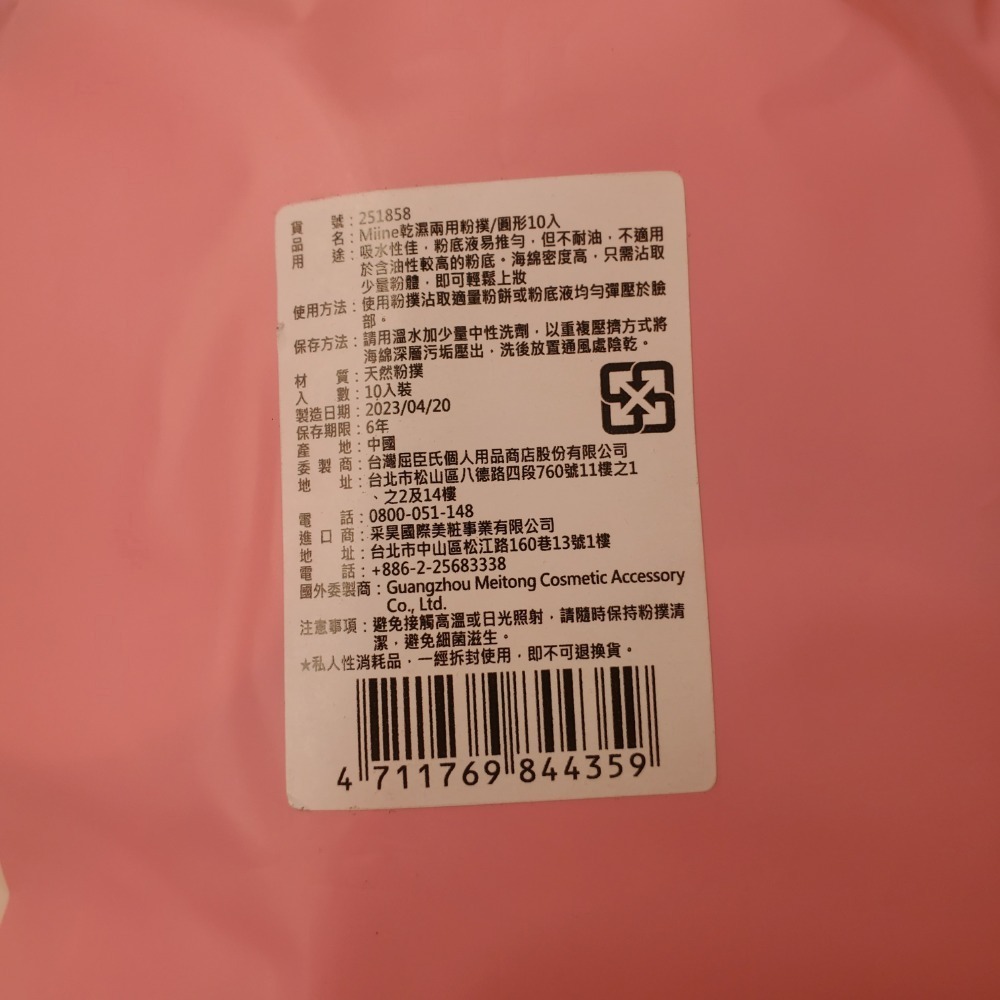 貨號：251858
品名：Miine乾濕兩用粉撲/圓形10入
用途：吸水性佳，粉底液易推勻，但不耐油，不適用
於含油性較高的粉底。海綿密度高，只需沾取
少量粉體，即可輕鬆上妝
使用方法：使用粉撲沾取適量粉餅或粉底液均勻彈壓於臉
部。
保存方法：請用溫水加少量中性洗劑，以重複壓擠方式將
海綿深層污垢壓出，洗後放置通風處陰乾。
材質：天然粉撲
入數：10入裝
製造日期：2023/04/20
保存期限：6年
產地：中國
委製商：台灣屈臣氏個人用品商店股份有限公司
地址：台北市松山區八德路四段760號11樓之1
、之2及14樓
電話：0800-051-148
進口商：采昊國際美粧事業有限公司
地址：台北市中山區松江路160巷13號1樓
電話：+886-2-25683338
國外委製商：Guangzhou Meitong Cosmetic Accessory
Co., Ltd.
注意事項：避免接觸高溫或日光照射，請隨時保持粉撲清
潔，避免細菌滋生。
★私人性消耗品，一經拆封使用，即不可退換貨。
4 711769 844359